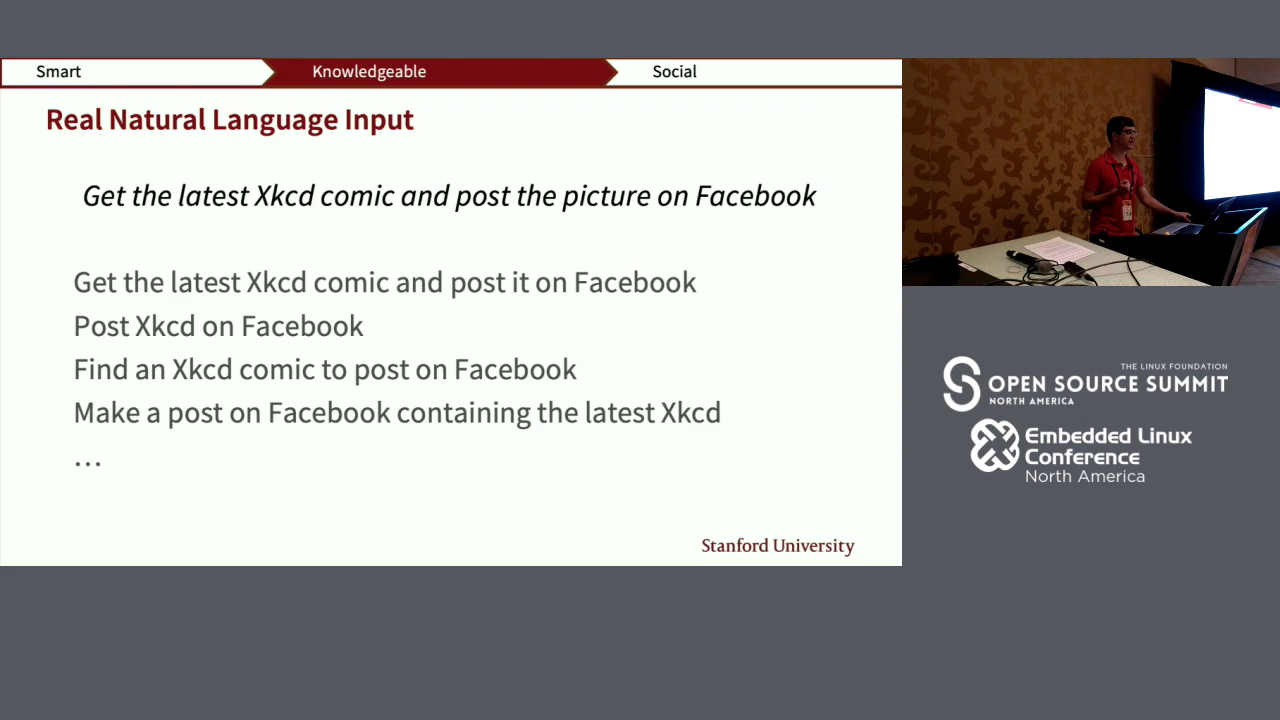 Smart
Knowledgeable
Social
Real Natural Language Input
Get the latest Xkcd comic and post the picture on Facebook
Get the latest Xkcd comic and post it on Facebook
Post Xkcd on Facebook
Find an Xkcd comic to post on Facebook
Make a post on Facebook containing the latest Xkcd
…
Stanford University
THE LINUX FOUNDATION
OPEN SOURCE SUMMIT
NORTH AMERICA
Embedded Linux
Conference
North America